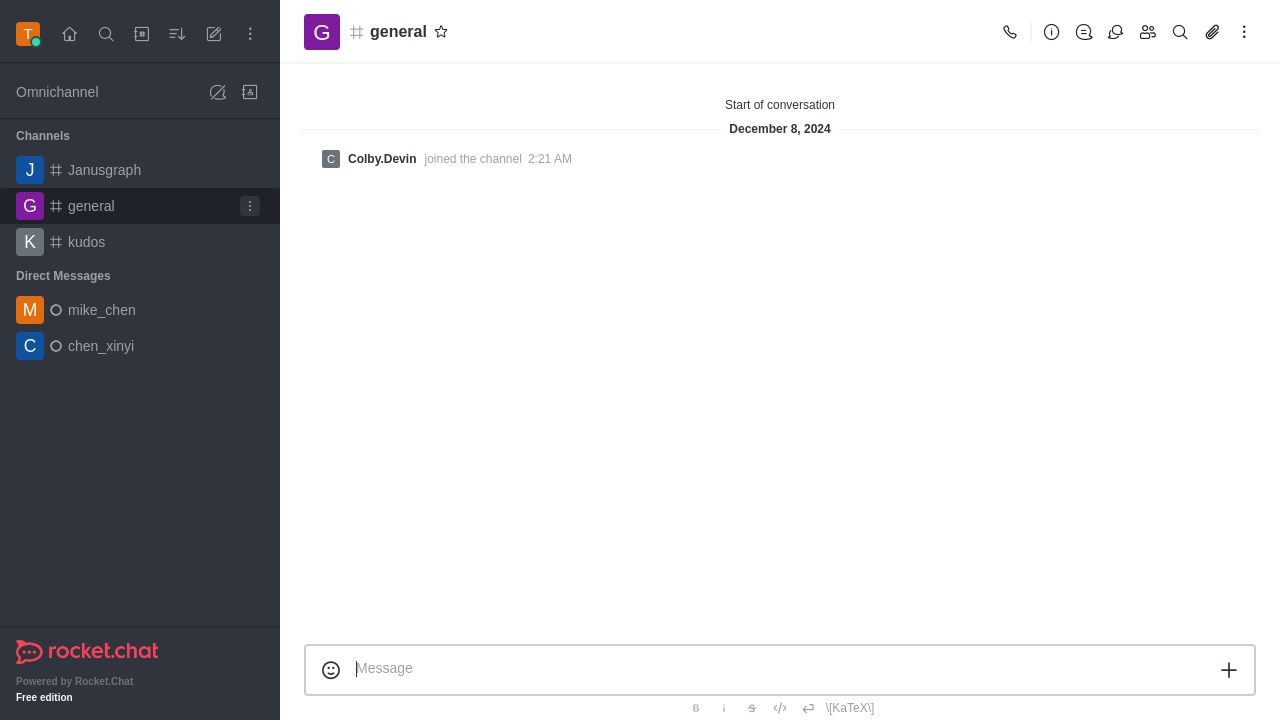 T
Omnichannel
Channels
J Janusgraph
G general
K kudos
Direct Messages
M mike_chen
C chen_xinyi
rocket.chat
Powered by Rocket.Chat
Free edition
G general
Start of conversation
December 8, 2024
C Colby.Devin joined the channel 2:21 AM
Message
B i S \[KaTeX\]